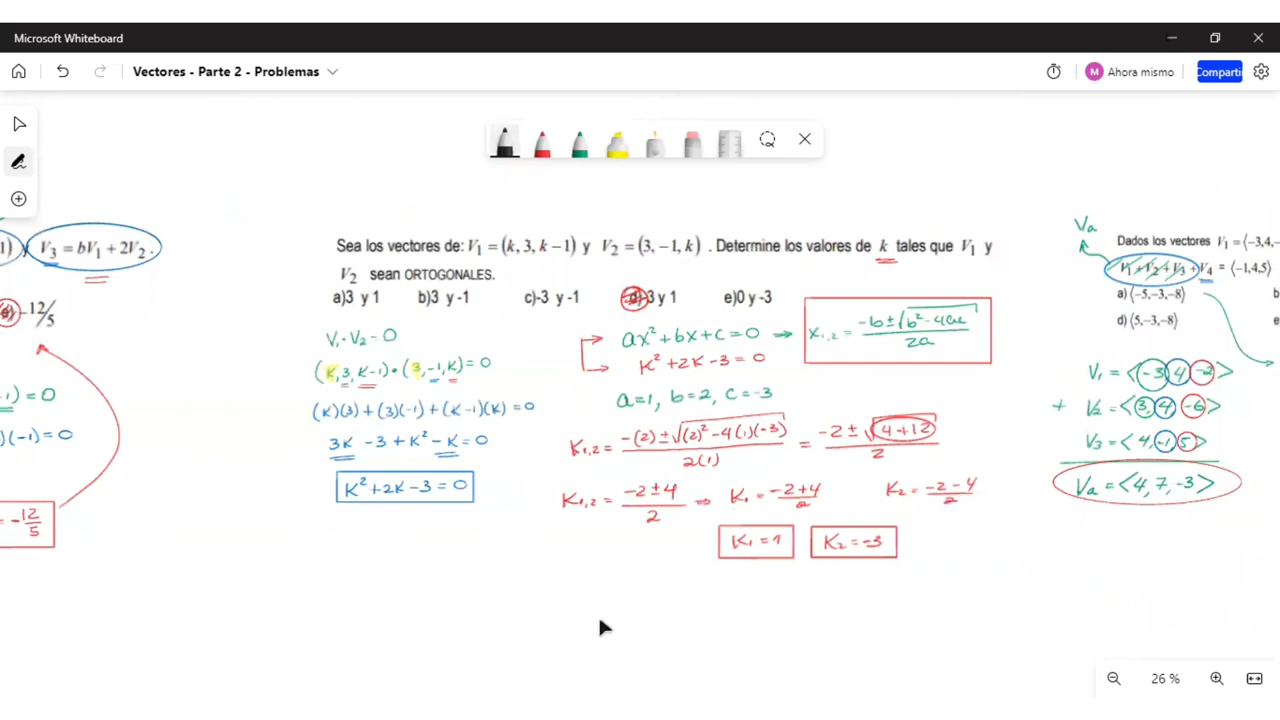 Microsoft Whiteboard
Vectores - Parte 2 - Problemas
M Ahora mismo
Comparti
1) V₃ = bV₁ + 2V₂ .
-12/5
-1) = 0
)(-1) = 0
= -12/5
Sea los vectores de: V₁ = (k, 3, k − 1) y V₂ = (3, −1, k) . Determine los valores de k tales que V₁ y
V₂ sean ORTOGONALES.
a)3 y 1 b)3 y -1 c)-3 y -1 d)-3 y 1 e)0 y -3
V₁ · V₂ = 0
(K, 3, K-1) • (3, -1, K) = 0
(K)(3) + (3)(-1) + (K-1)(K) = 0
3K - 3 + K² - K = 0
K² + 2K - 3 = 0
ax² + bx + c = 0 → x₁,₂ = -b ± √b² - 4ac / 2a
K² + 2K - 3 = 0
a=1, b=2, c=-3
K₁,₂ = -(2) ± √(2)² - 4(1)(-3) / 2(1) = -2 ± √4+12 / 2
K₁,₂ = -2 ± 4 / 2 ⇒ K₁ = -2+4 / 2 K₂ = -2-4 / 2
K₁ = 1 K₂ = -3
Va
Dados los vectores V₁ = ⟨−3,4,−
V₁ + V₂ + V₃ + V₄ = ⟨−1,4,5⟩
a) ⟨−5,−3,−8⟩ b
d) ⟨5,−3,−8⟩ e
V₁ = <-3, 4, -2>
+ V₂ = <3, 4, -6>
V₃ = <4, -1, 5>
Va = <4, 7, -3>
26 %